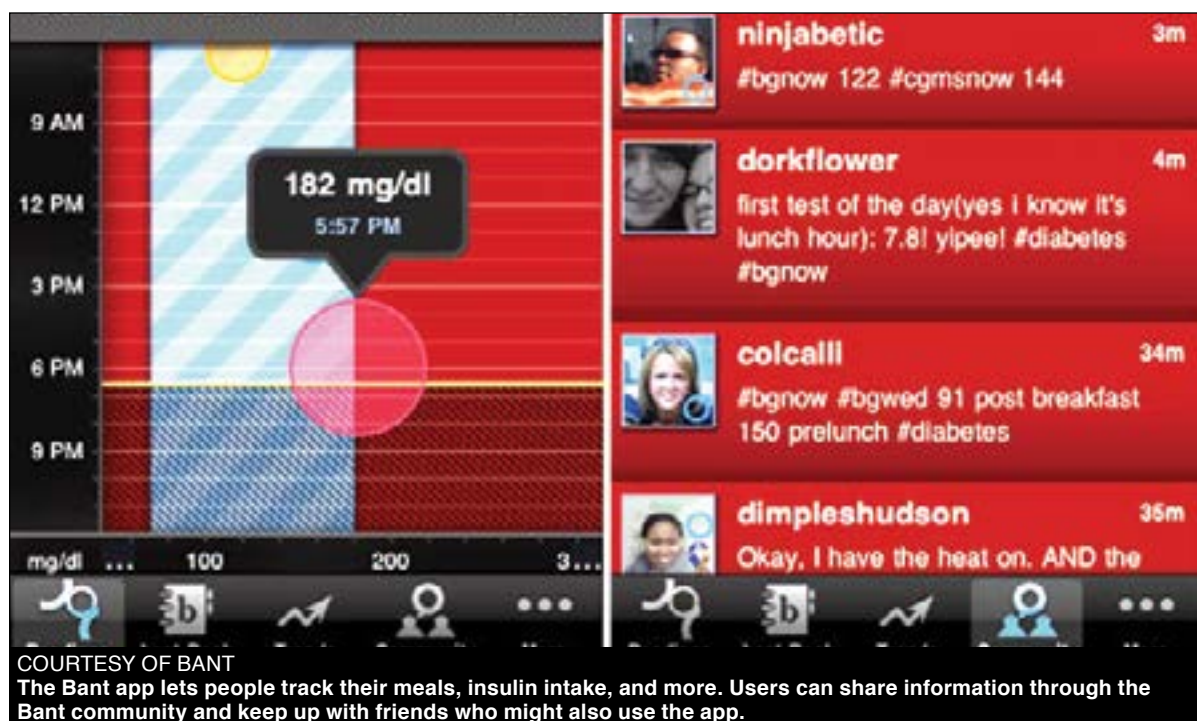 9 AM
12 PM
3 PM
6 PM
9 PM
182 mg/dl
5:57 PM
mg/dl ... 100 200 3...
b
ninjabetic 3m
#bgnow 122 #cgmsnow 144
dorkflower 4m
first test of the day(yes i know it's
lunch hour): 7.8! yipee! #diabetes
#bgnow
colcalli 34m
#bgnow #bgwed 91 post breakfast
150 prelunch #diabetes
dimpleshudson 35m
Okay, I have the heat on. AND the
b
COURTESY OF BANT
The Bant app lets people track their meals, insulin intake, and more. Users can share information through the
Bant community and keep up with friends who might also use the app.